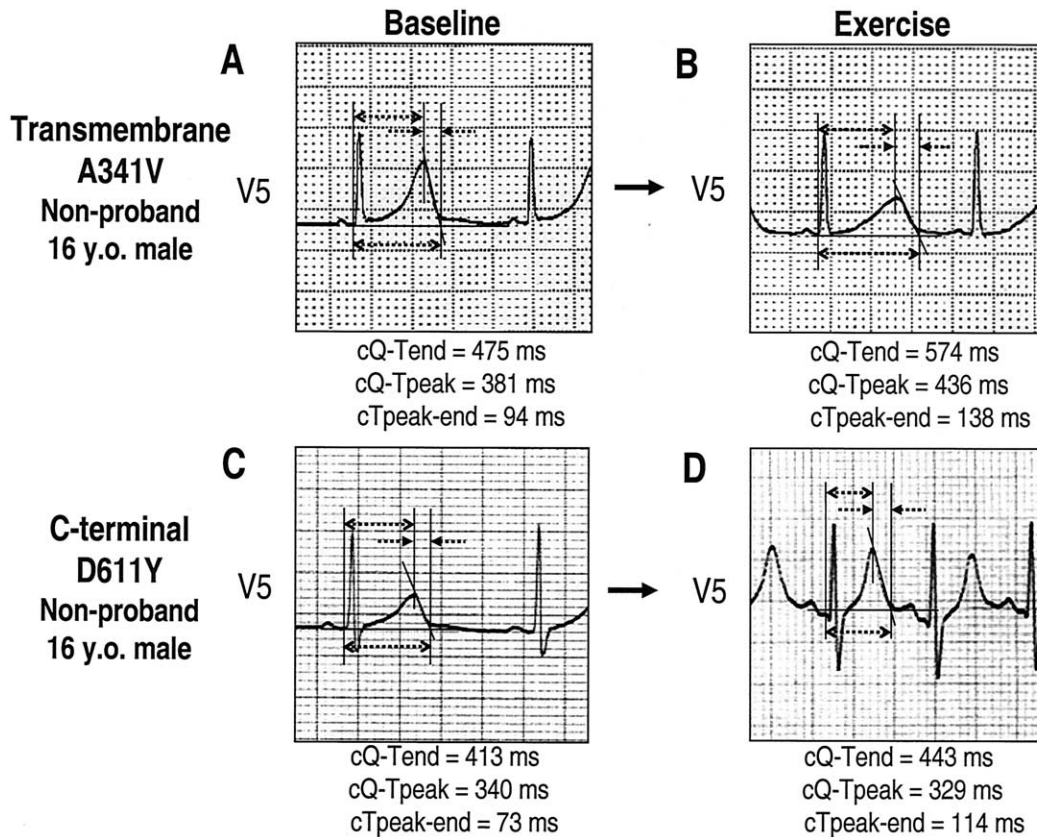 Baseline
Exercise
A
B
Transmembrane
A341V
Non-proband
16 y.o. male
V5
V5
cQ-Tend = 475 ms
cQ-Tpeak = 381 ms
cTpeak-end = 94 ms
cQ-Tend = 574 ms
cQ-Tpeak = 436 ms
cTpeak-end = 138 ms
C
D
C-terminal
D611Y
Non-proband
16 y.o. male
V5
V5
cQ-Tend = 413 ms
cQ-Tpeak = 340 ms
cTpeak-end = 73 ms
cQ-Tend = 443 ms
cQ-Tpeak = 329 ms
cTpeak-end = 114 ms